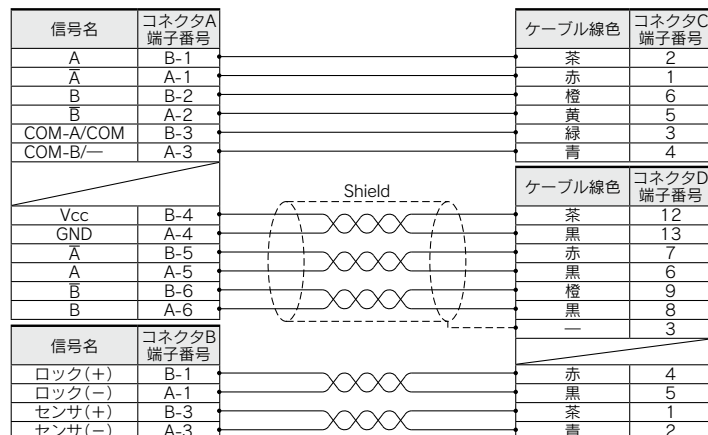 信号名 コネクタA端子番号 ケーブル線色 コネクタC端子番号
A B-1 茶 2
A̅ A-1 赤 1
B B-2 橙 6
B̅ A-2 黄 5
COM-A/COM B-3 緑 3
COM-B/― A-3 青 4
ケーブル線色 コネクタD端子番号
Shield
Vcc B-4 茶 12
GND A-4 黒 13
A̅ B-5 赤 7
A A-5 黒 6
B̅ B-6 橙 9
B A-6 黒 8
― 3
信号名 コネクタB端子番号
ロック(+) B-1 赤 4
ロック(−) A-1 黒 5
センサ(+) B-3 茶 1
センサ(−) A-3 青 2